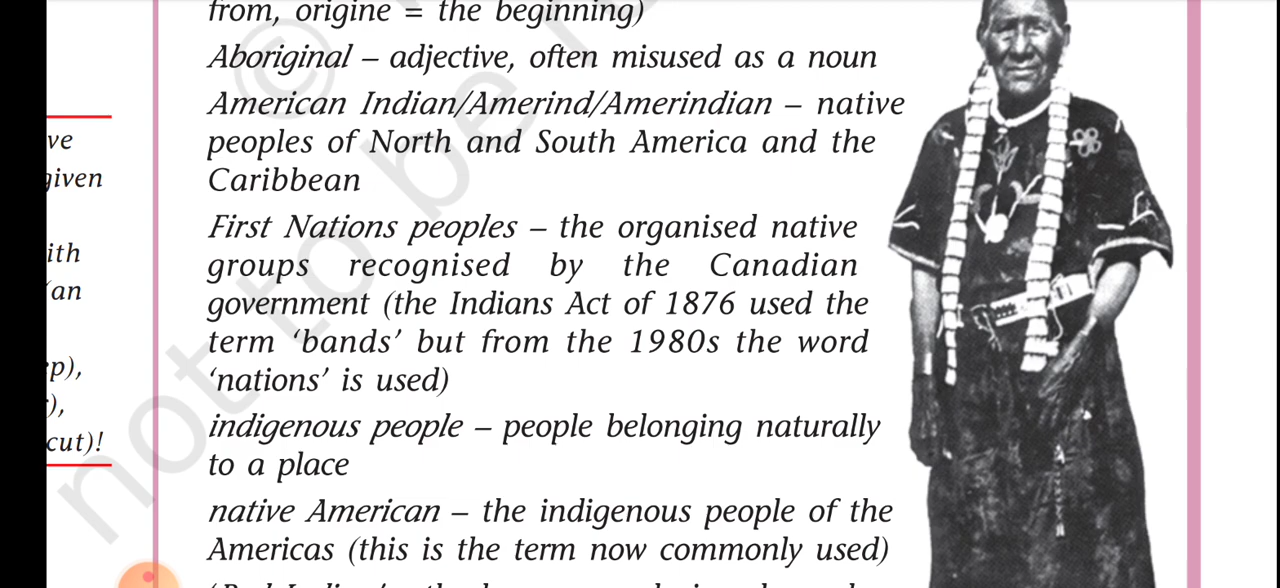 from, origine = the beginning)
Aboriginal – adjective, often misused as a noun
American Indian/Amerind/Amerindian – native
peoples of North and South America and the
Caribbean
First Nations peoples – the organised native
groups recognised by the Canadian
government (the Indians Act of 1876 used the
term ‘bands’ but from the 1980s the word
‘nations’ is used)
indigenous people – people belonging naturally
to a place
native American – the indigenous people of the
Americas (this is the term now commonly used)
ve
given
ith
(an
p),
),
cut)!
©
not to be